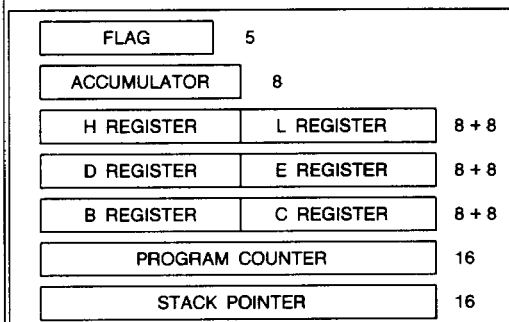 FLAG 5
ACCUMULATOR 8
H REGISTER L REGISTER 8 + 8
D REGISTER E REGISTER 8 + 8
B REGISTER C REGISTER 8 + 8
PROGRAM COUNTER 16
STACK POINTER 16